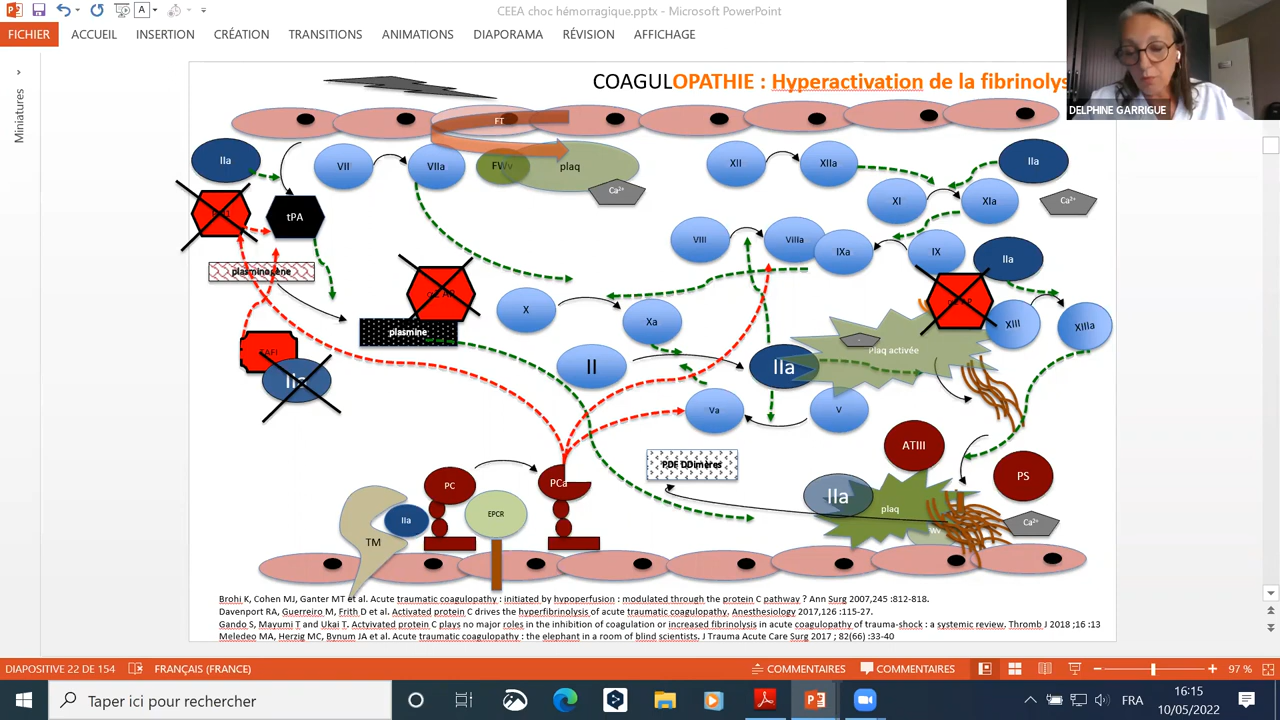 CEEA choc hémorragique.pptx - Microsoft PowerPoint
FICHIER ACCUEIL INSERTION CRÉATION TRANSITIONS ANIMATIONS DIAPORAMA RÉVISION AFFICHAGE
DELPHINE GARRIGUE
Miniatures
COAGULOPATHIE : Hyperactivation de la fibrinolys
FT
IIa
VII
VIIa
FWv
plaq
Ca²⁺
XII
XIIa
IIa
XI
XIa
Ca²⁺
tPA
VIII
VIIIa
IXa
IX
IIa
plasminogène
X
Xa
XIII
XIIIa
plasmine
Plaq activée
TAFI
IIa
II
IIa
Va
V
PDF DDimères
ATIII
PS
PC
PCa
IIa
plaq
Ca²⁺
TM
IIa
EPCR
Brohi K, Cohen MJ, Ganter MT et al. Acute traumatic coagulopathy : initiated by hypoperfusion : modulated through the protein C pathway ? Ann Surg 2007,245 :812-818.
Davenport RA, Guerreiro M, Frith D et al. Activated protein C drives the hyperfibrinolysis of acute traumatic coagulopathy. Anesthesiology 2017,126 :115-27.
Gando S, Mayumi T and Ukai T. Actyivated protein C plays no major roles in the inhibition of coagulation or increased fibrinolysis in acute coagulopathy of trauma-shock : a systemic review. Thromb J 2018 ;16 :13
Meledeo MA, Herzig MC, Bynum JA et al. Acute traumatic coagulopathy : the elephant in a room of blind scientists. J Trauma Acute Care Surg 2017 ; 82(66) :33-40
DIAPOSITIVE 22 DE 154 FRANÇAIS (FRANCE) COMMENTAIRES COMMENTAIRES 97 %
Taper ici pour rechercher
FRA
16:15
10/05/2022